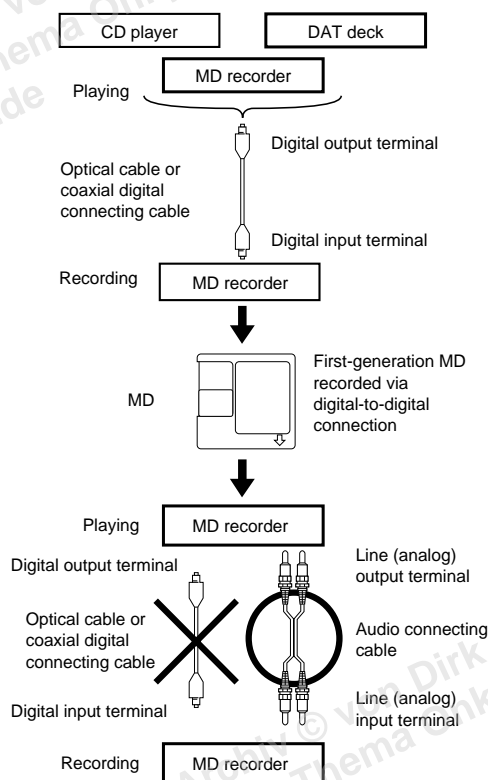 CD player
DAT deck
MD recorder
Playing
Digital output terminal
Optical cable or
coaxial digital
connecting cable
Digital input terminal
Recording
MD recorder
MD
First-generation MD
recorded via
digital-to-digital
connection
Playing
MD recorder
Digital output terminal
Line (analog)
output terminal
Optical cable or
coaxial digital
connecting cable
Audio connecting
cable
Digital input terminal
Line (analog)
input terminal
Recording
MD recorder